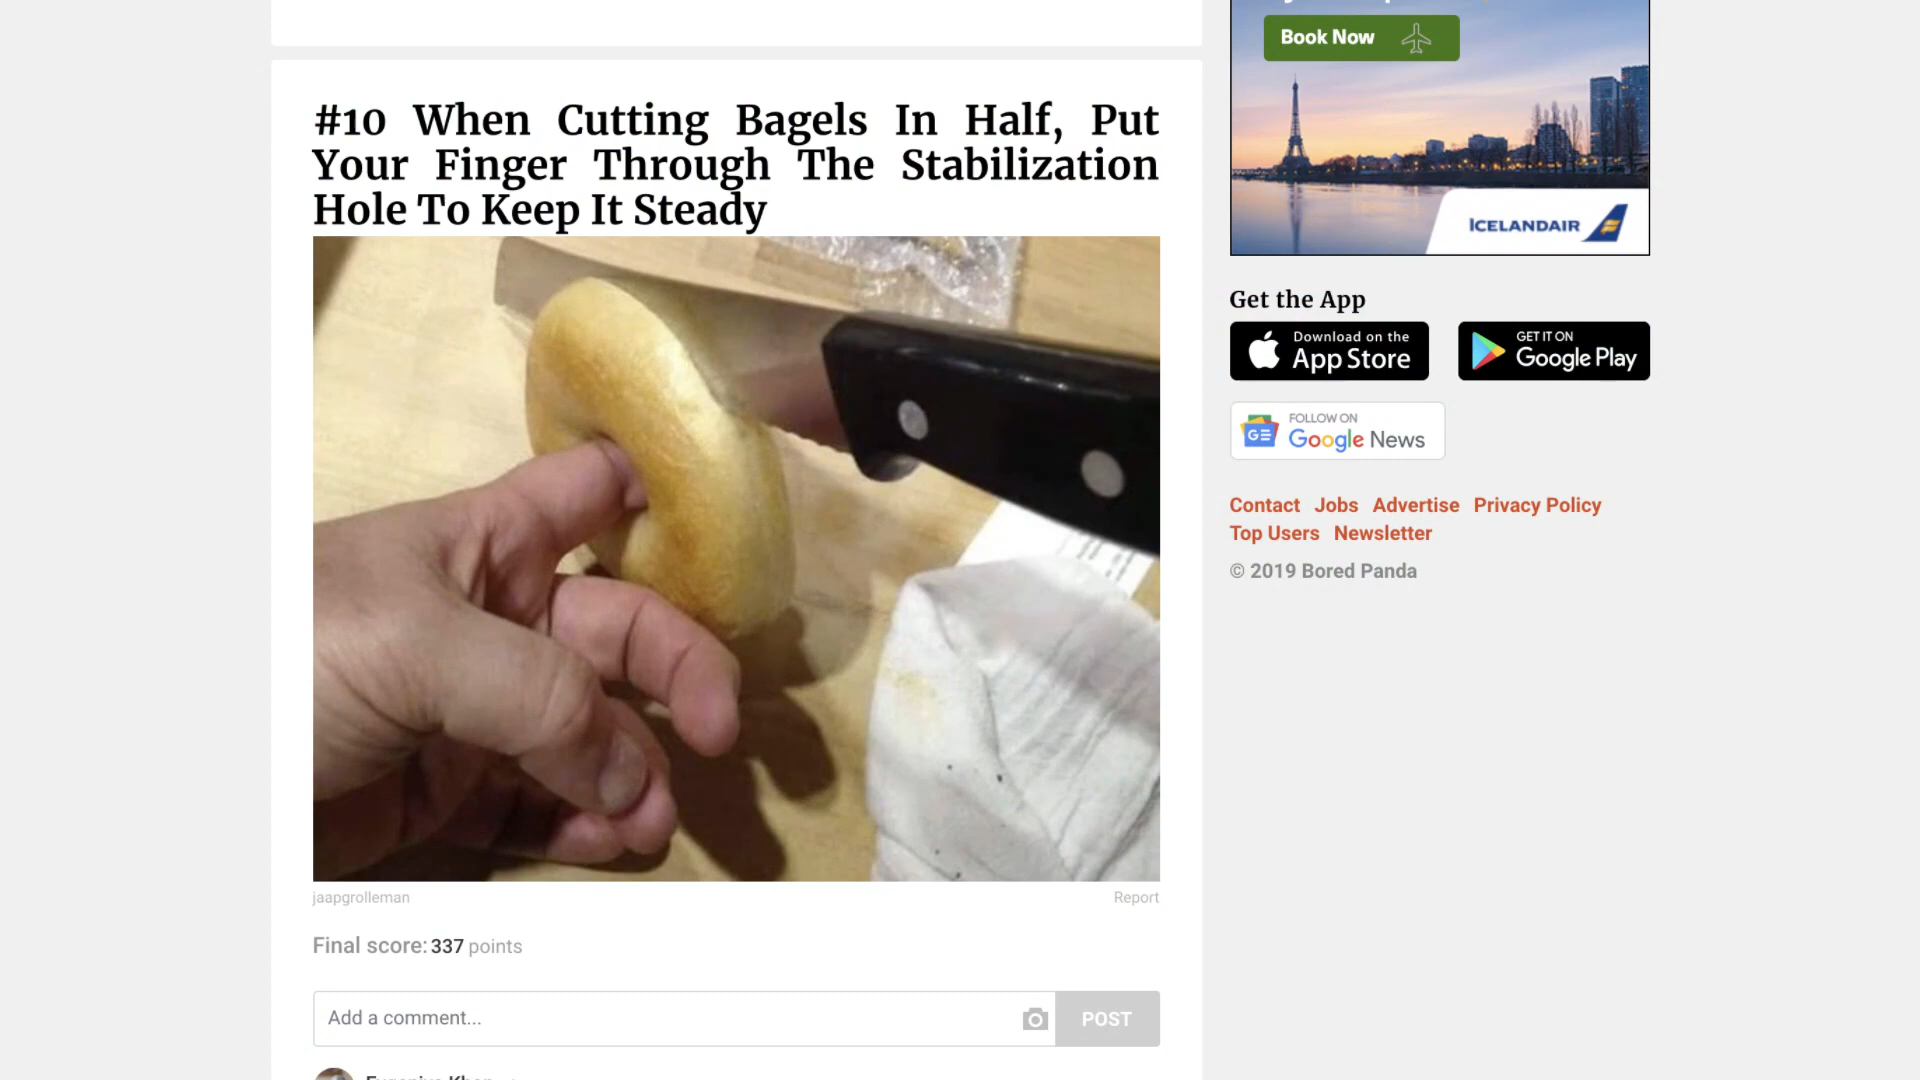 #10 When Cutting Bagels In Half, Put
Your Finger Through The Stabilization
Hole To Keep It Steady
jaapgrolleman
Report
Final score: 337 points
Add a comment...
POST
Book Now
ICELANDAIR
Get the App
Download on the
App Store
GET IT ON
Google Play
FOLLOW ON
GE
Google News
Contact Jobs Advertise Privacy Policy
Top Users Newsletter
© 2019 Bored Panda